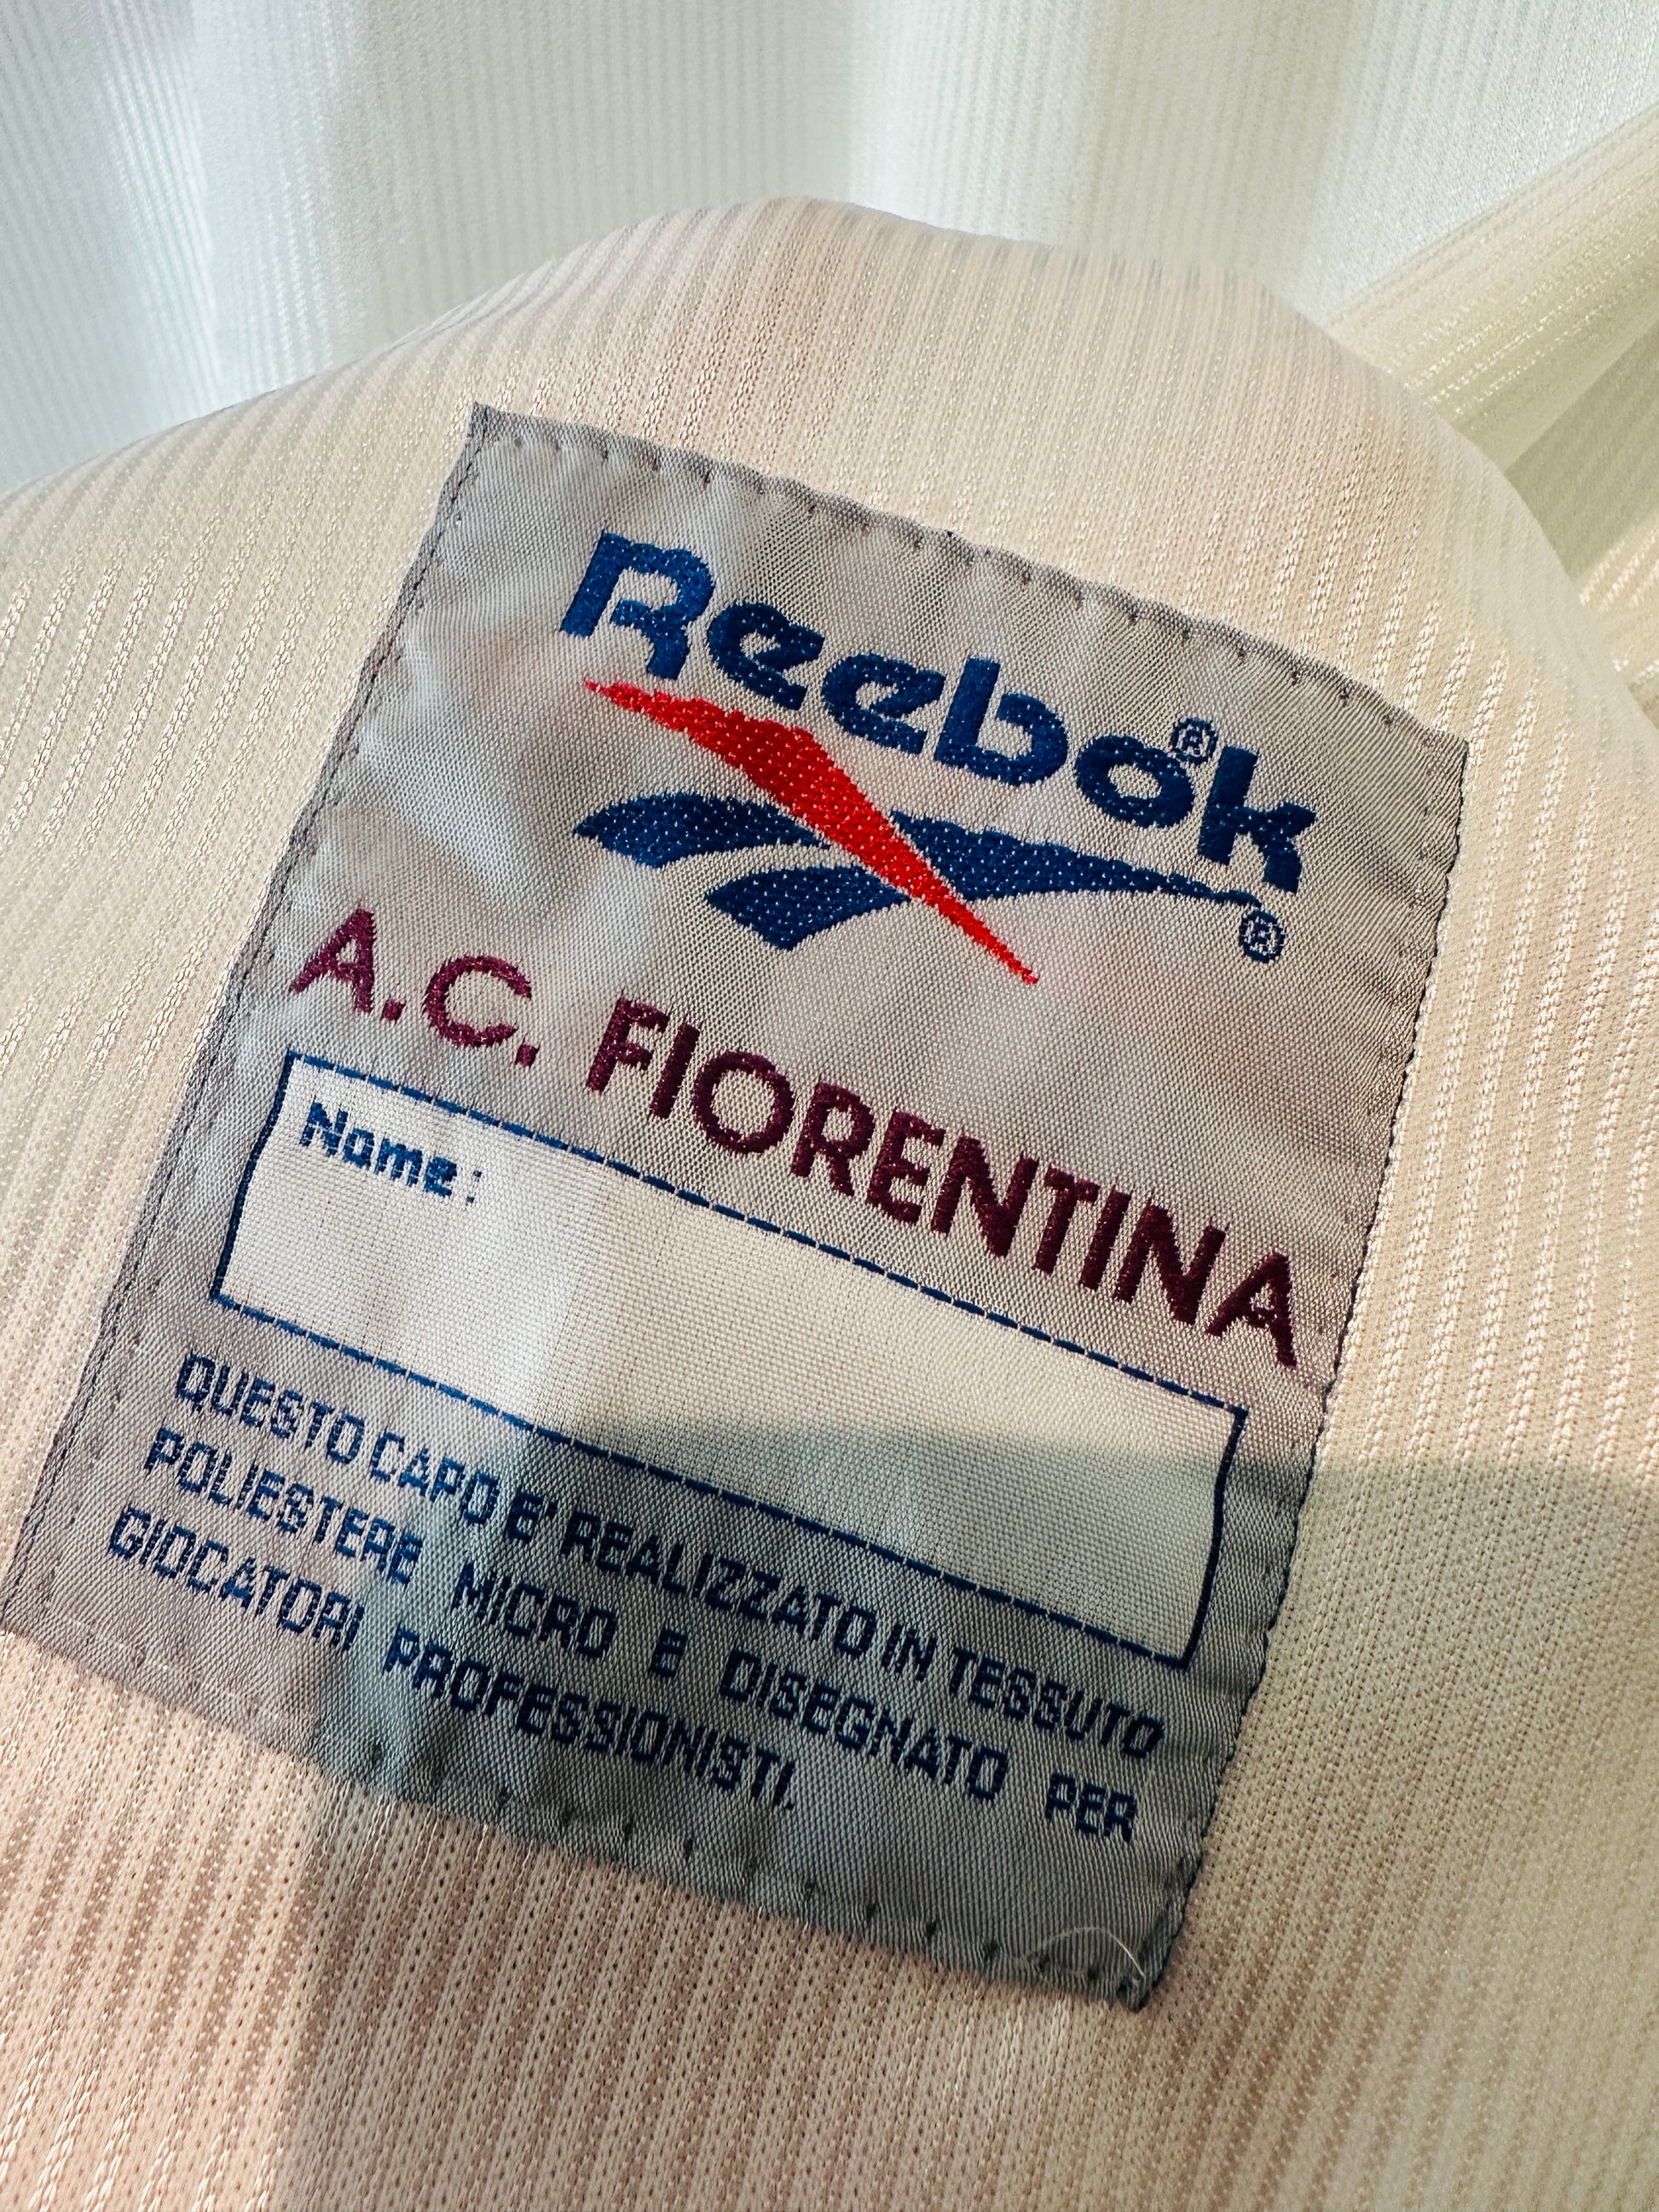 Reebok®
®
A.C. FIORENTINA
Name:
QUESTO CAPO E' REALIZZATO IN TESSUTO
POLIESTERE MICRO E DISEGNATO PER
GIOCATORI PROFESSIONISTI.